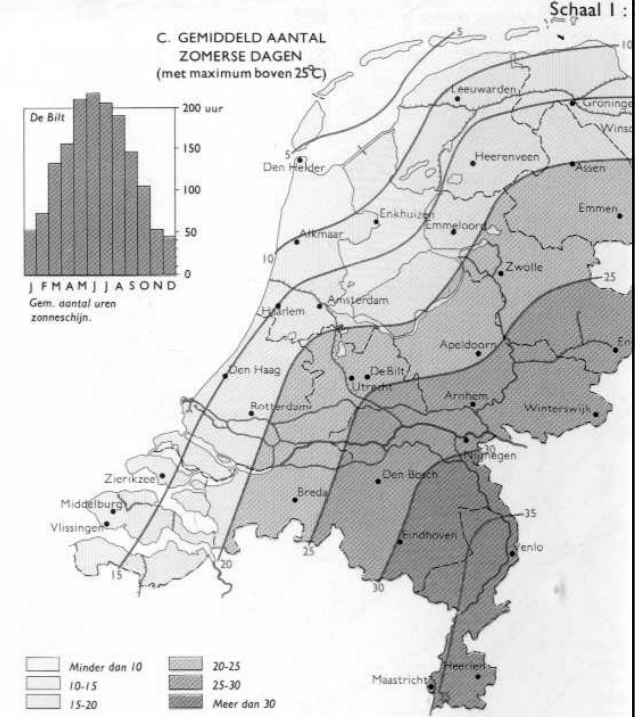 Schaal 1 :
C. GEMIDDELD AANTAL
ZOMERSE DAGEN
(met maximum boven 25°C)
De Bilt
200 uur
150
100
50
0
J F M A M J J A S O N D
Gem. aantal uren
zonneschijn.
5
10
Leeuwarden
Groninge
Winsc
5
Den Helder
Heerenveen
Assen
Emmen
Enkhuizen
Emmeloord
Alkmaar
10
Zwolle
25
Haarlem
Amsterdam
Apeldoorn
En
Den Haag
De Bilt
Utrecht
Rotterdam
Arnhem
Winterswijk
30
Nijmegen
Zierikzee
Den Bosch
Breda
Middelburg
Vlissingen
35
Eindhoven
Venlo
15
20
25
30
Maastricht
Heerlen
Minder dan 10
10-15
15-20
20-25
25-30
Meer dan 30